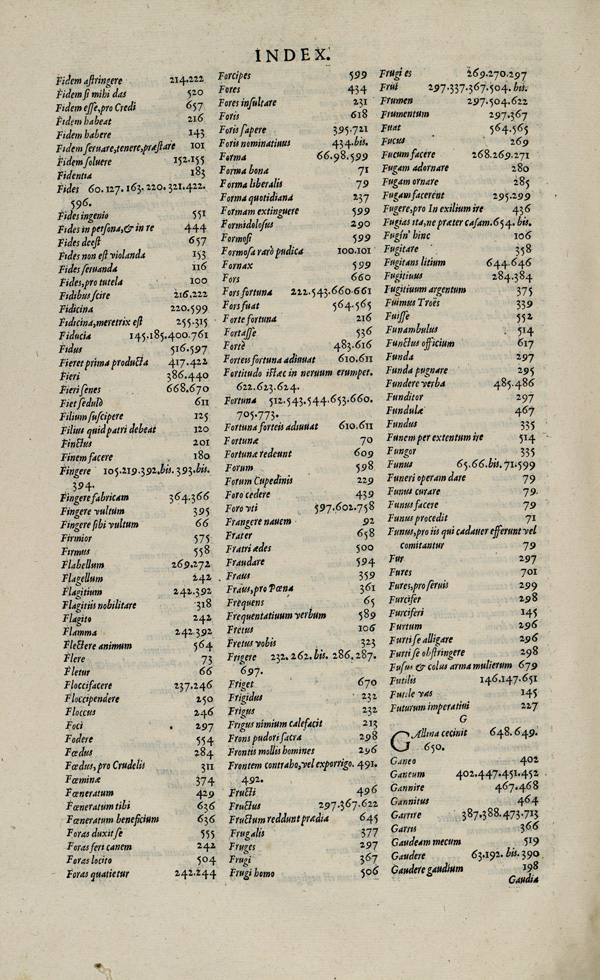 INDEX.
Fidem aſtringere 214.222
Fidem ſi mihi das 520
Fidem eſſe, pro Credi 657
Fidem habeat 216
Fidem habere 143
Fidem ſeruare, tenere, præſtare 101
Fidem ſoluere 152.155
Fidentia 183
Fides 60.127.163.220.321.422.
596.
Fides ingenio 551
Fides in perſona, & in re 444
Fides deeſt 657
Fides non eſt violanda 153
Fides ſeruanda 116
Fides, pro tutela 100
Fidibus ſcire 216.222
Fidicina 220.599
Fidicina, meretrix eſt 255.315
Fiducia 145.185.400.761
Fidus 516.597
Fieres prima producta 417.422
Fieri 386.440
Fieri ſenes 668.670
Fiet ſedulò 611
Filium ſuſcipere 125
Filius quid patri debeat 120
Finctus 201
Finem facere 180
Fingere 105.219.392.bis.393.bis.
394.
Fingere fabricam 364.366
Fingere vultum 395
Fingere ſibi vultum 66
Firmior 575
Firmus 558
Flabellum 269.272
Flagellum 242
Flagitium 242.392
Flagitiis nobilitare 318
Flagito 242
Flamma 242.392
Flectere animum 564
Flere 73
Fletur 66
Floccifacere 237.246
Floccipendere 250
Floccus 246
Foci 297
Fodere 554
Fœdus 284
Fœdus, pro Crudelis 311
Fœminæ 374
Fœneratum 429
Fœneratum tibi 636
Fœneratum beneficium 636
Foras duxit ſe 555
Foras feri canem 242
Foras locito 504
Foras quatietur 242.244
Forcipes 599
Fores 434
Fores inſultare 231
Foris 618
Foris ſapere 395.721
Foris nominatiuus 434.bis.
Forma 66.98.599
Forma bona 71
Forma liberalis 79
Forma quotidiana 237
Formam extinguere 599
Formidoloſus 290
Formoſi 599
Formoſa rarò pudica 100.101
Fornax 599
Fors 660
Fors fortuna 222.543.660.661
Fors fuat 564.565
Forte fortuna 216
Fortaſſe 536
Fortè 483.616
Forteis fortuna adiuuat 610.611
Fortitudo iſtæc in neruum erumpet.
622.623.624.
Fortuna 512.543.544.653.660.
705.773.
Fortuna forteis adiuuat 610.611
Fortunæ 70
Fortunæ redeunt 609
Forum 598
Forum Cupedinis 229
Foro cedere 439
Foro vti 597.602.758
Frangere nauem 92
Frater 658
Fratri ædes 500
Fraudare 594
Fraus 359
Fraus, pro Pœna 361
Frequens 65
Frequentatiuum verbum 589
Fretus 106
Fretus vobis 323
Frigere 232.262.bis.286.287.
697.
Friget 670
Frigidus 232
Frigus 232
Frigus nimium calefacit 213
Frons pudori ſacra 298
Frontis mollis homines 296
Frontem contrabo, vel exporrigo. 491.
492.
Fructi 496
Fructus 297.367.622
Fructum reddunt prædia 645
Frugalis 377
Fruges 297
Frugi 367
Frugi homo 506
Frugi es 269.270.297
Frui 297.337.367.504.bis.
Frumen 297.504.622
Frumentum 297.367
Fuat 564.565
Fucus 269
Fucum facere 268.269.271
Fugam adornare 280
Fugam ornare 285
Fugam facerent 295.299
Fugere, pro In exilium ire 436
Fugias ita, ne præter caſam. 654. bis.
Fugin' hinc 106
Fugitare 358
Fugitans litium 644.646
Fugitiuus 284.384
Fugitiuum argentum 375
Fuimus Troës 339
Fuiſſe 552
Funambulus 514
Functus officium 617
Funda 297
Funda pugnare 295
Fundere verba 485.486
Funditor 297
Fundulæ 467
Fundus 335
Funem per extentum ire 514
Fungor 335
Funus 65.66.bis.71.599
Funeri operam dare 79
Funus curare 79
Funus facere 79
Funus procedit 71
Funus, pro iis qui cadauer efferunt vel
comitantur 79
Fur 297
Fures 701
Fures, pro ſeruis 299
Furcifer 298
Furciferi 145
Furtum 296
Furti ſe alligare 296
Furti ſe obſtringere 298
Fuſus & colus arma mulierum 679
Futilis 146.147.651
Futile vas 145
Futurum imperatiui 227
G
GAllina cecinit 648.649.
650.
Ganeo 402
Ganeum 402.447.451.452
Gannire 467.468
Gannitus 464
Garrire 387.388.473.713
Garris 366
Gaudeam mecum 519
Gaudere 63.192.bis.390
Gaudere gaudium 198
Gaudia